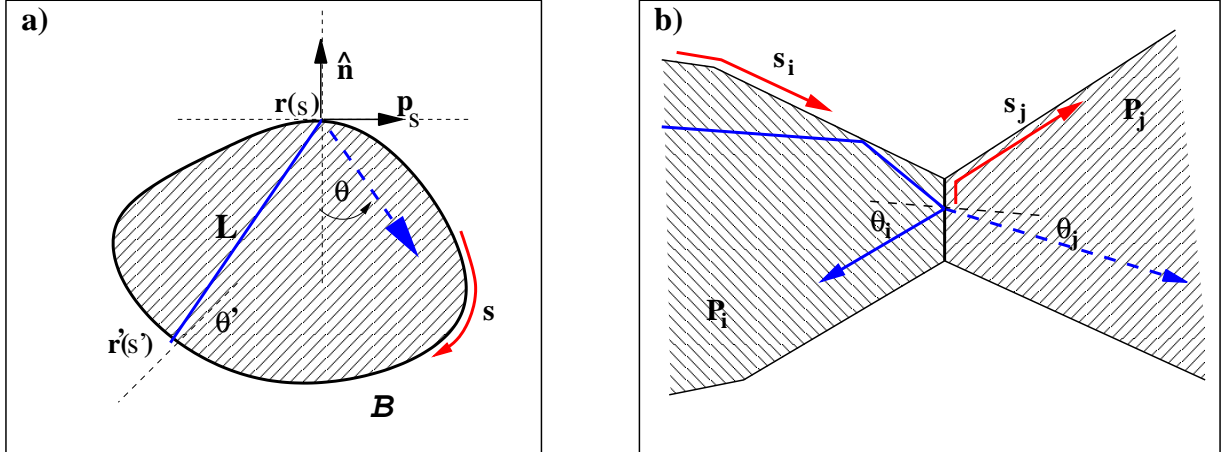 a)
n̂
r(s)
p_s
θ
L
θ'
s
r'(s')
B
b)
s_i
s_j
P_j
θ_i
θ_j
P_i